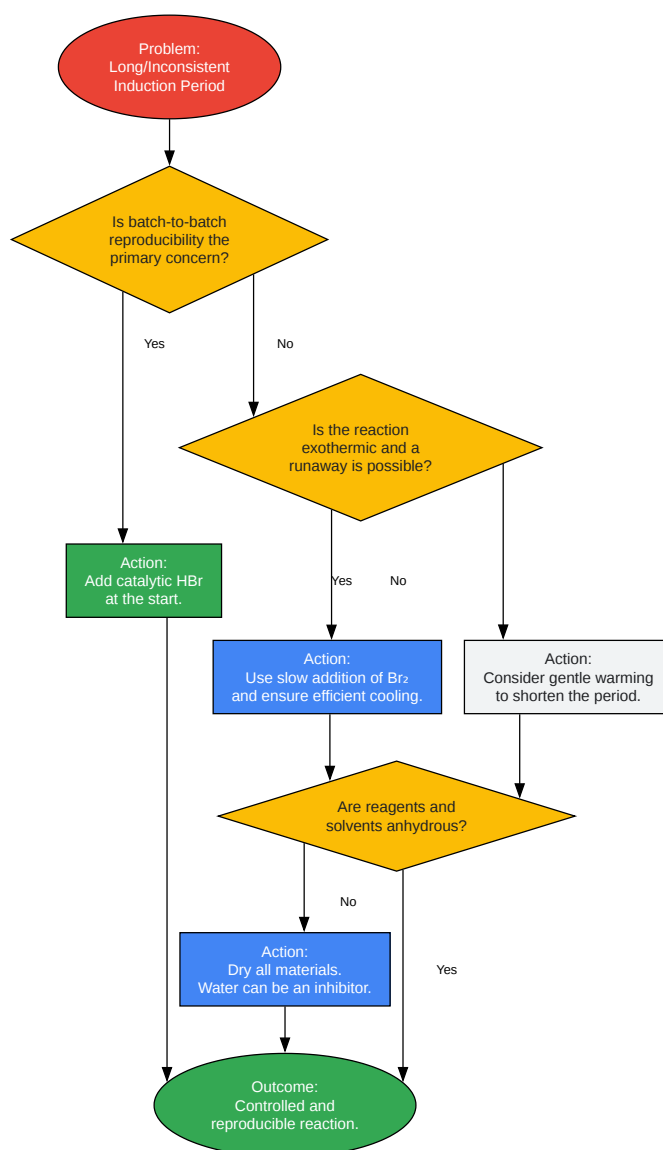 Problem:
Long/Inconsistent
Induction Period
Is batch-to-batch
reproducibility the
primary concern?
Yes
No
Is the reaction
exothermic and a
runaway is possible?
Action:
Add catalytic HBr
at the start.
Yes
No
Action:
Use slow addition of Br₂
and ensure efficient cooling.
Action:
Consider gentle warming
to shorten the period.
Are reagents and
solvents anhydrous?
No
Action:
Dry all materials.
Water can be an inhibitor.
Yes
Outcome:
Controlled and
reproducible reaction.